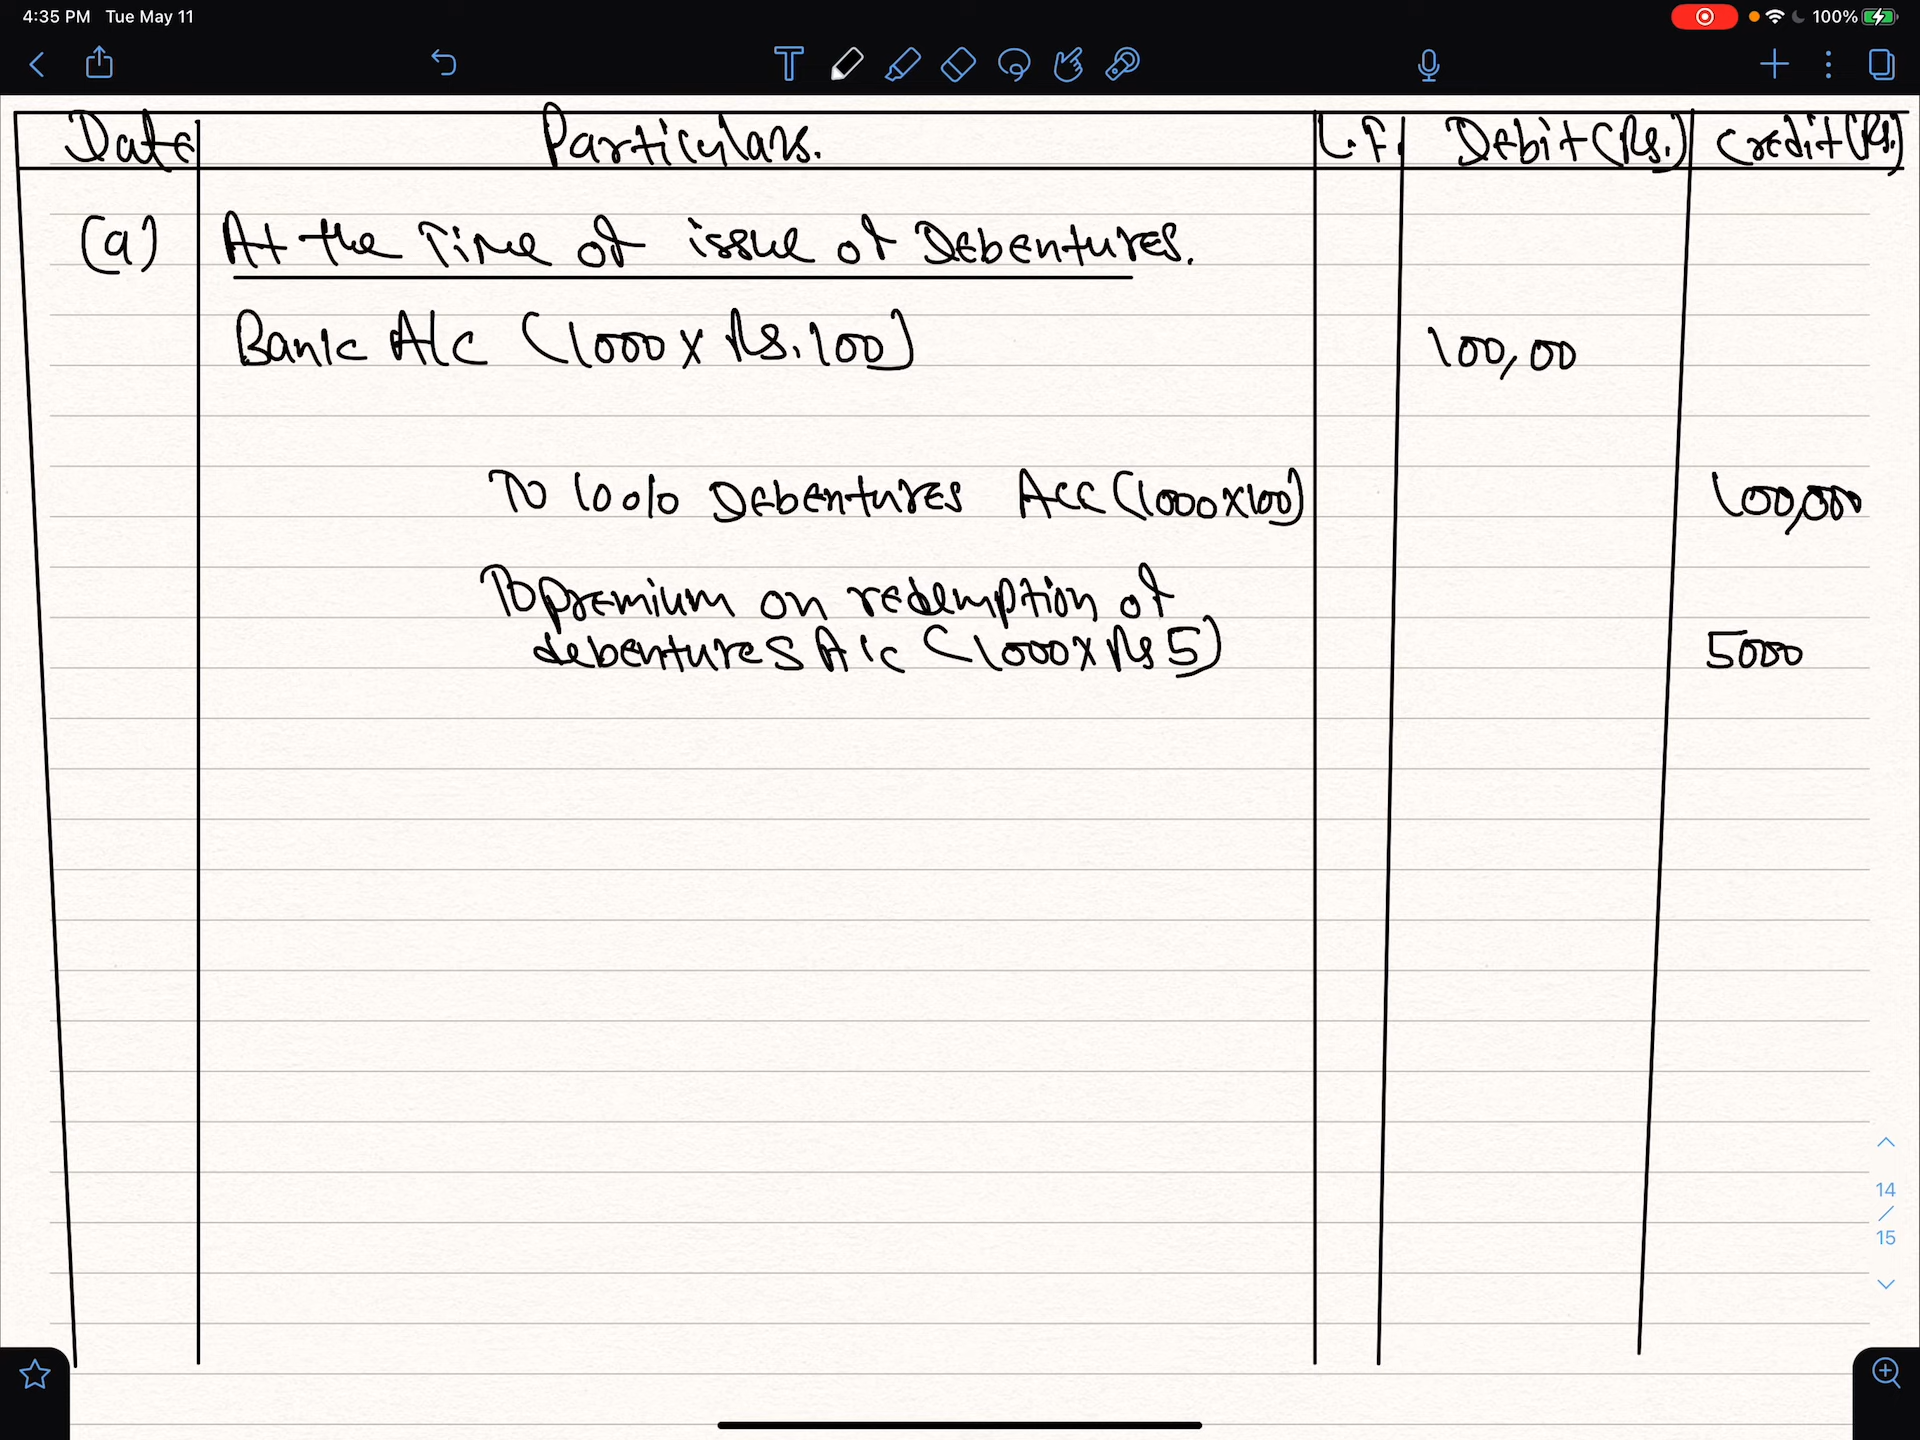 4:35 PM Tue May 11
100%
Date Particulars. L.F. Debit (Rs.) Credit (Rs.)
(a) At the Time of issue of Debentures.
Bank A/c (1000 x Rs. 100) 100,00
To 10% Debentures Acc (1000 x 100) 100,000
To premium on redemption of
debentures A/c (1000 x Rs 5) 5000
14
/
15